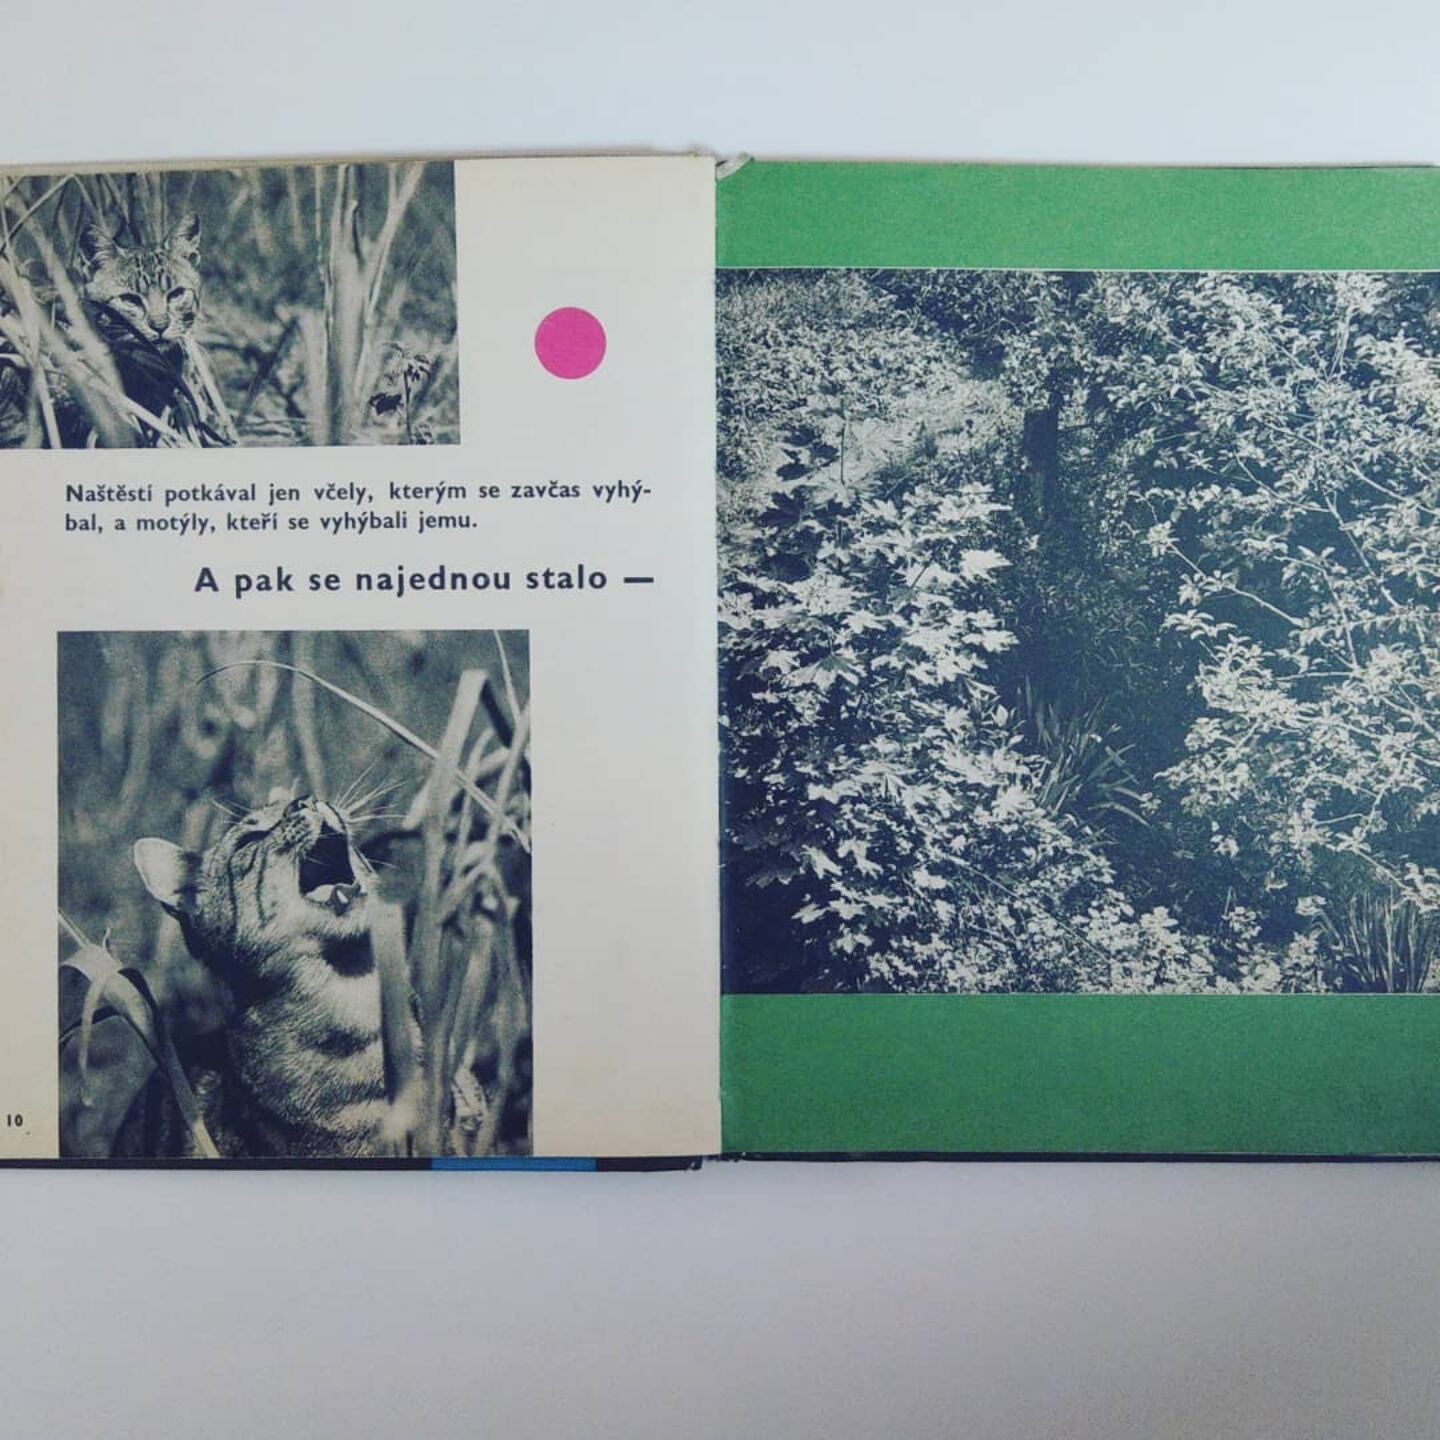 Naštěstí potkával jen včely, kterým se zavčas vyhý-
bal, a motýly, kteří se vyhýbali jemu.
A pak se najednou stalo —
10